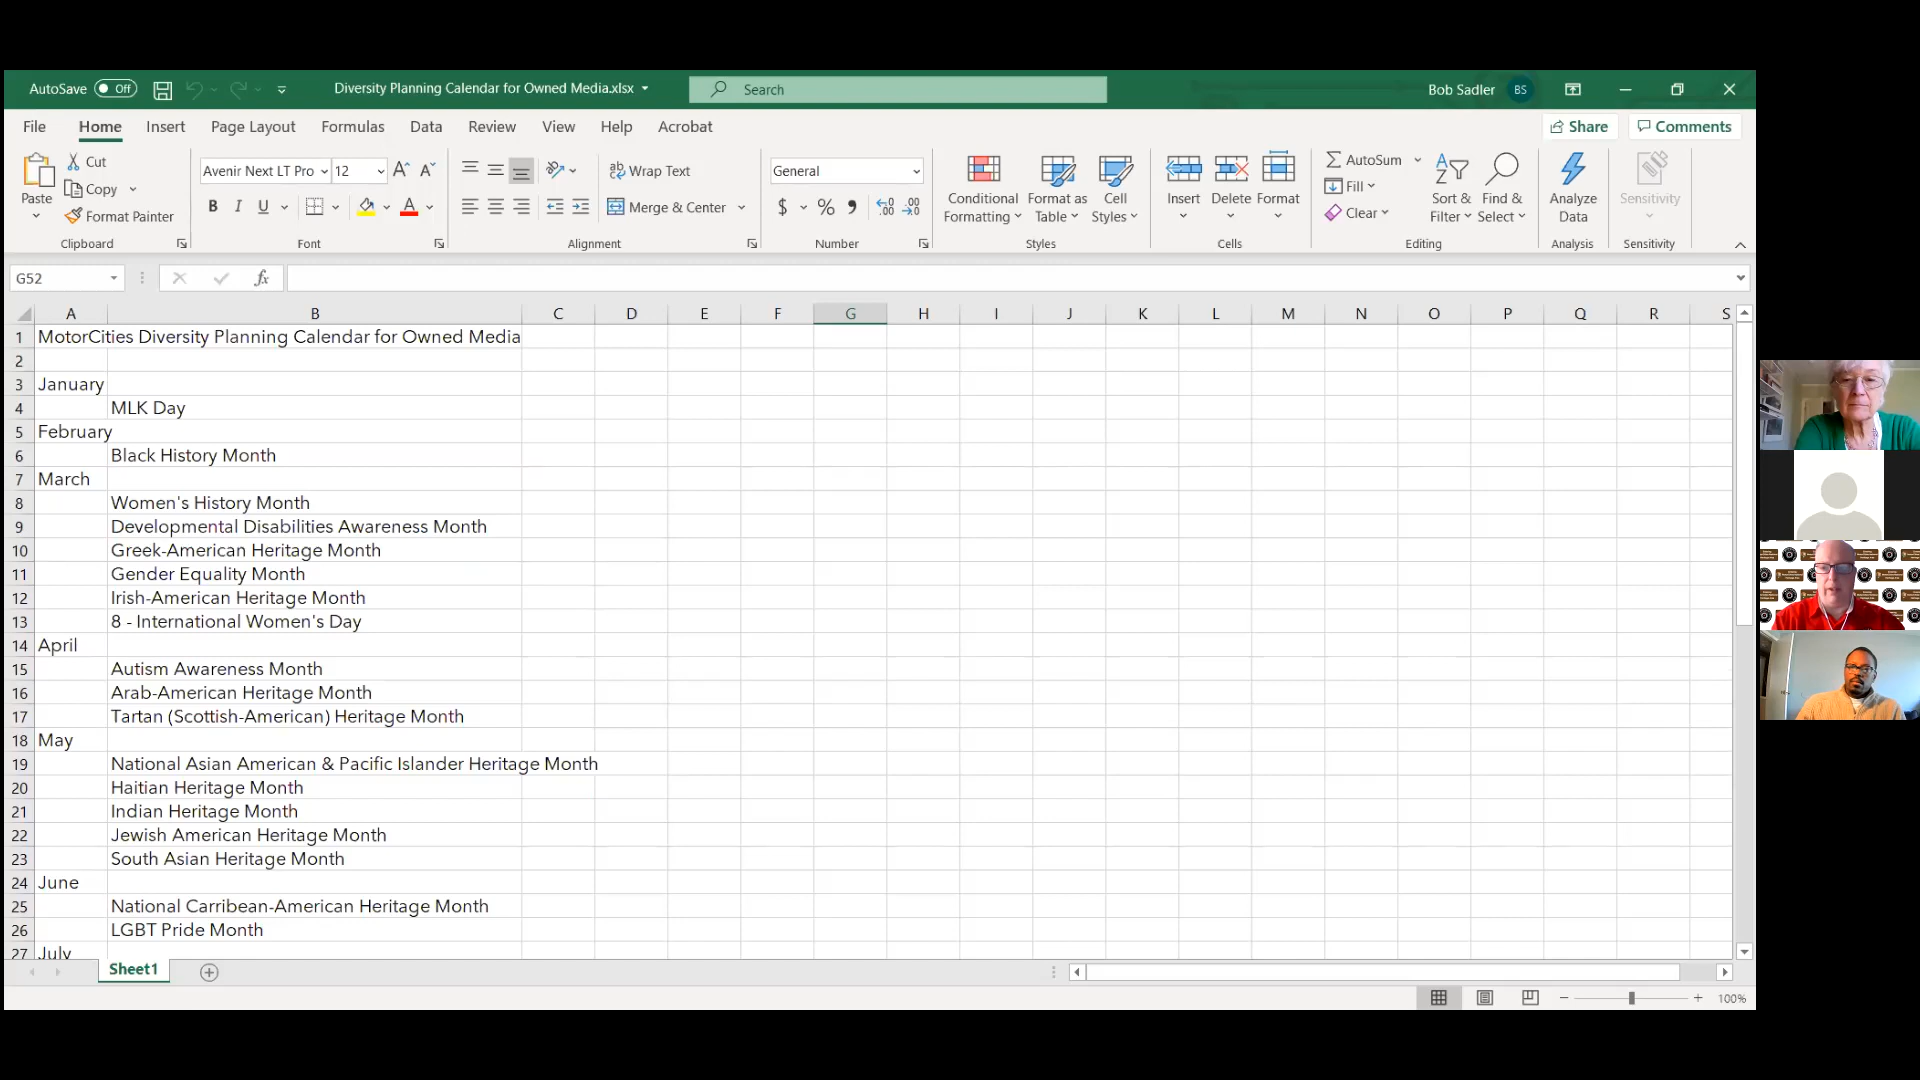 AutoSave Off Diversity Planning Calendar for Owned Media.xlsx Search Bob Sadler BS
File Home Insert Page Layout Formulas Data Review View Help Acrobat Share Comments
Paste Cut Copy Format Painter Clipboard
Avenir Next LT Pro 12 B I U A Font
Wrap Text Merge & Center Alignment
General $ % Number
Conditional Formatting Format as Table Cell Styles Styles
Insert Delete Format Cells
AutoSum Fill Clear Sort & Filter Find & Select Editing
Analyze Data Analysis
Sensitivity Sensitivity
G52 fx
A B C D E F G H I J K L M N O P Q R S
1 MotorCities Diversity Planning Calendar for Owned Media
2
3 January
4 MLK Day
5 February
6 Black History Month
7 March
8 Women's History Month
9 Developmental Disabilities Awareness Month
10 Greek-American Heritage Month
11 Gender Equality Month
12 Irish-American Heritage Month
13 8 - International Women's Day
14 April
15 Autism Awareness Month
16 Arab-American Heritage Month
17 Tartan (Scottish-American) Heritage Month
18 May
19 National Asian American & Pacific Islander Heritage Month
20 Haitian Heritage Month
21 Indian Heritage Month
22 Jewish American Heritage Month
23 South Asian Heritage Month
24 June
25 National Carribean-American Heritage Month
26 LGBT Pride Month
27 July
Sheet1
100%